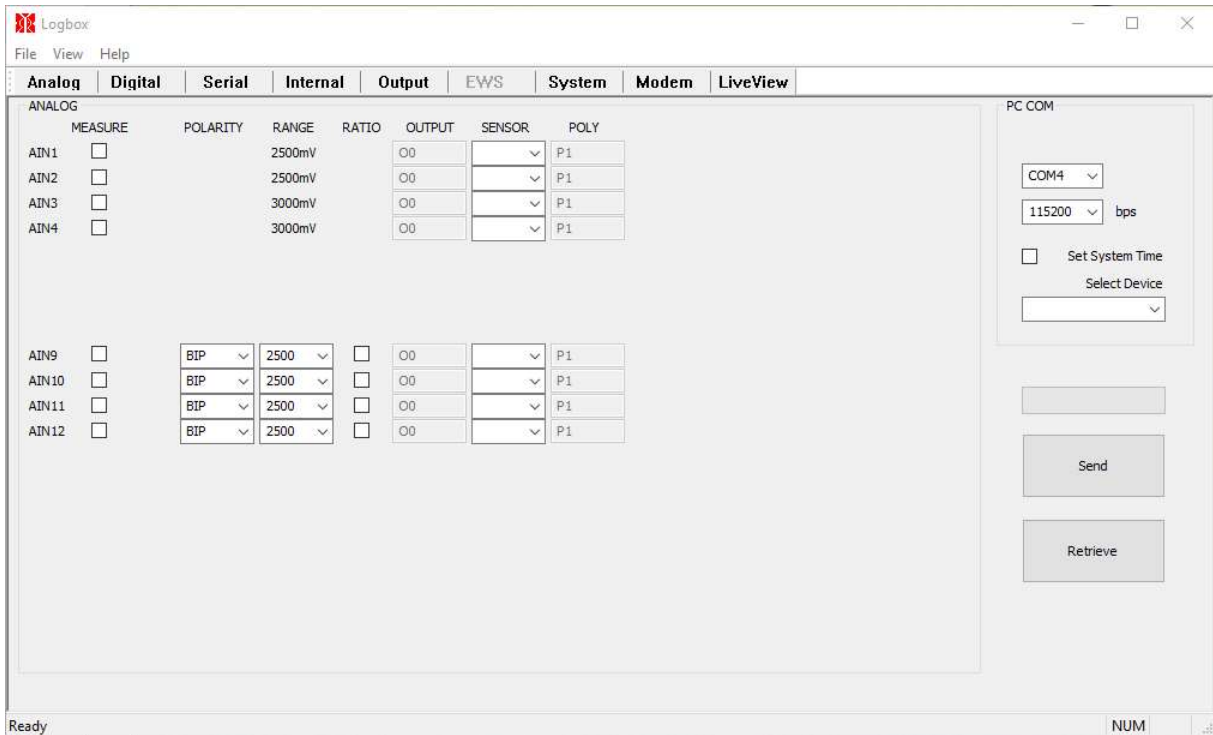 Logbox
File View Help
Analog Digital Serial Internal Output EWS System Modem LiveView
ANALOG
MEASURE POLARITY RANGE RATIO OUTPUT SENSOR POLY
AIN1 2500mV O0 P1
AIN2 2500mV O0 P1
AIN3 3000mV O0 P1
AIN4 3000mV O0 P1
AIN9 BIP 2500 O0 P1
AIN10 BIP 2500 O0 P1
AIN11 BIP 2500 O0 P1
AIN12 BIP 2500 O0 P1
PC COM
COM4
115200 bps
Set System Time
Select Device
Send
Retrieve
Ready NUM